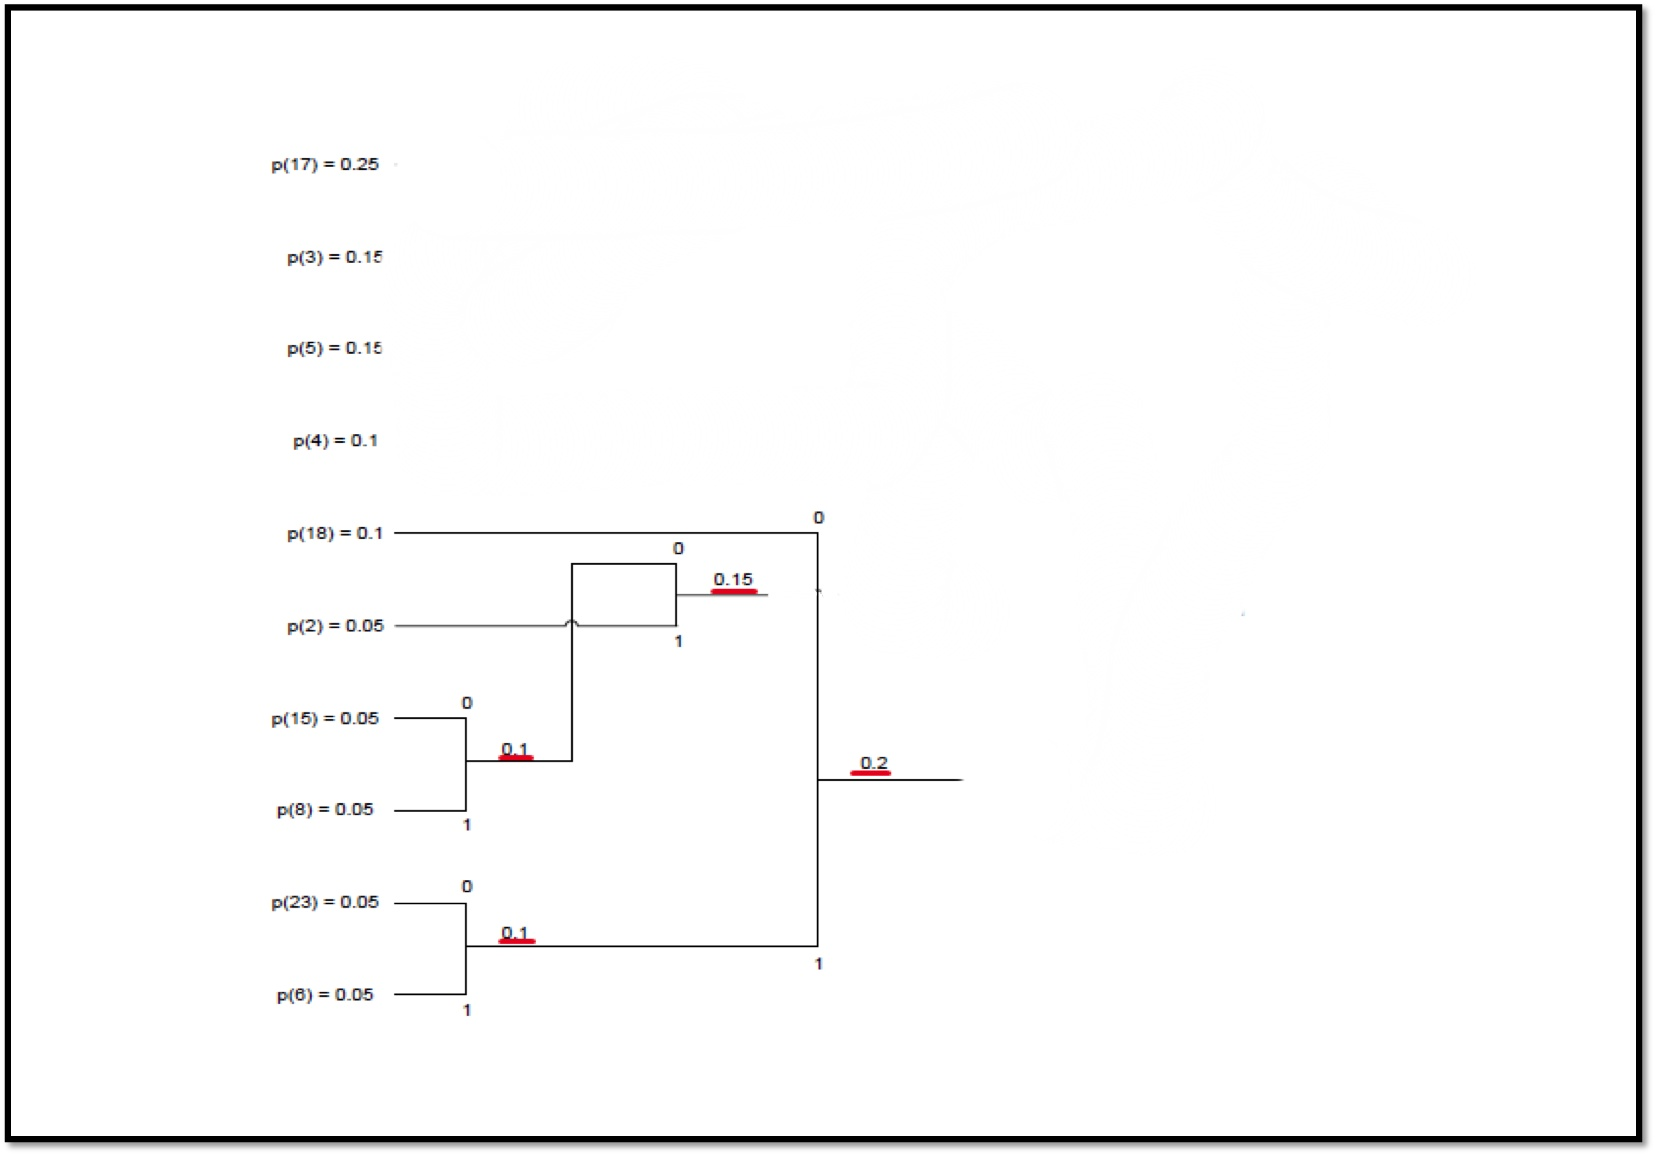 p(17) = 0.25
p(3) = 0.15
p(5) = 0.15
p(4) = 0.1
0
p(18) = 0.1
0
0.15
p(2) = 0.05
1
0
p(15) = 0.05
0.1
0.2
p(8) = 0.05
1
0
p(23) = 0.05
0.1
1
p(6) = 0.05
1